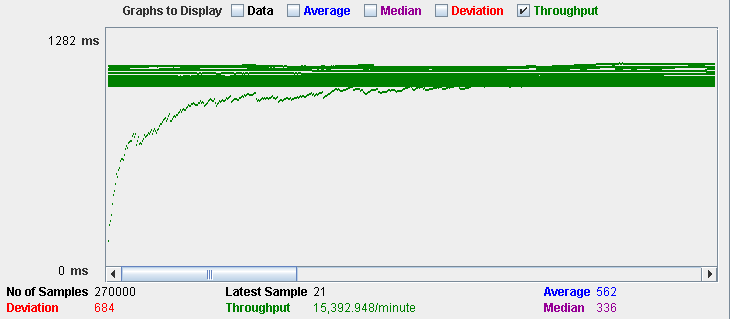 Graphs to Display Data Average Median Deviation Throughput
1282 ms
0 ms
No of Samples 270000 Latest Sample 21 Average 562
Deviation 684 Throughput 15,392.948/minute Median 336